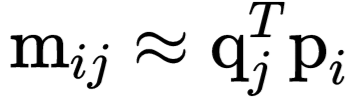 m_{ij} ≈ q_j^T p_i